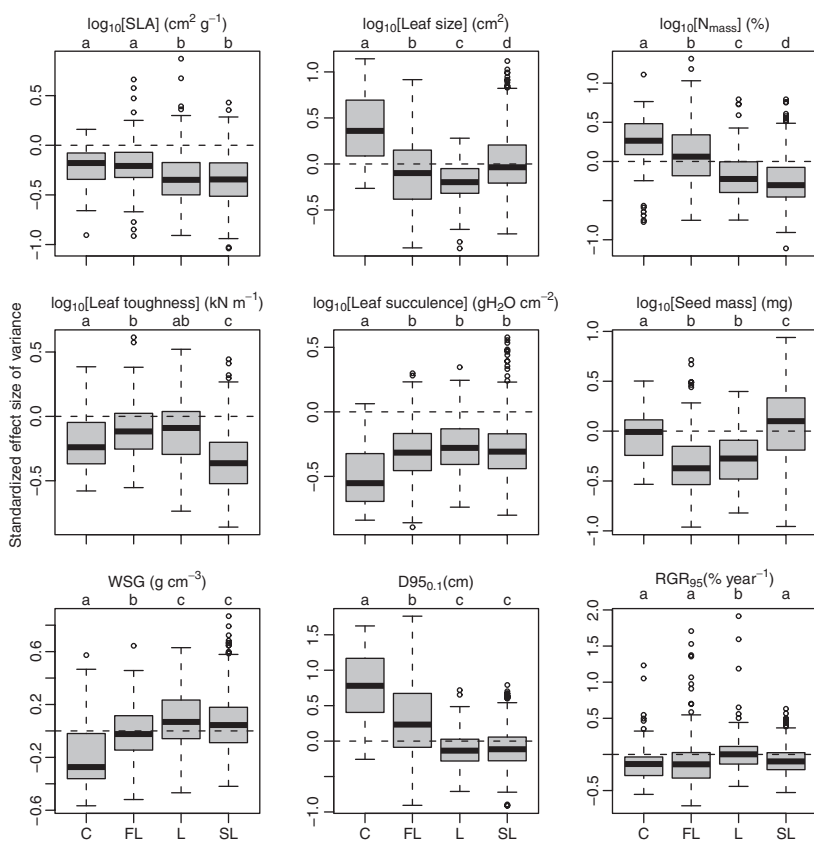 log10[SLA] (cm2 g−1)
a a b b
0.5
0.0
−0.5
−1.0
log10[Leaf size] (cm2)
a b c d
1.0
0.5
0.0
−0.5
log10[Nmass] (%)
a b c d
1.0
0.5
0.0
−1.0
Standardized effect size of variance
log10[Leaf toughness] (kN m−1)
a b ab c
0.5
0.0
−0.5
log10[Leaf succulence] (gH2O cm−2)
a b b b
0.5
0.0
−0.5
log10[Seed mass] (mg)
a b b c
1.0
0.5
0.0
−0.5
−1.0
WSG (g cm−3)
a b c c
0.6
0.2
−0.2
−0.6
C FL L SL
D950.1(cm)
a b c c
1.5
1.0
0.5
0.0
−1.0
C FL L SL
RGR95(% year−1)
a a b a
2.0
1.5
1.0
0.5
0.0
−0.5
C FL L SL